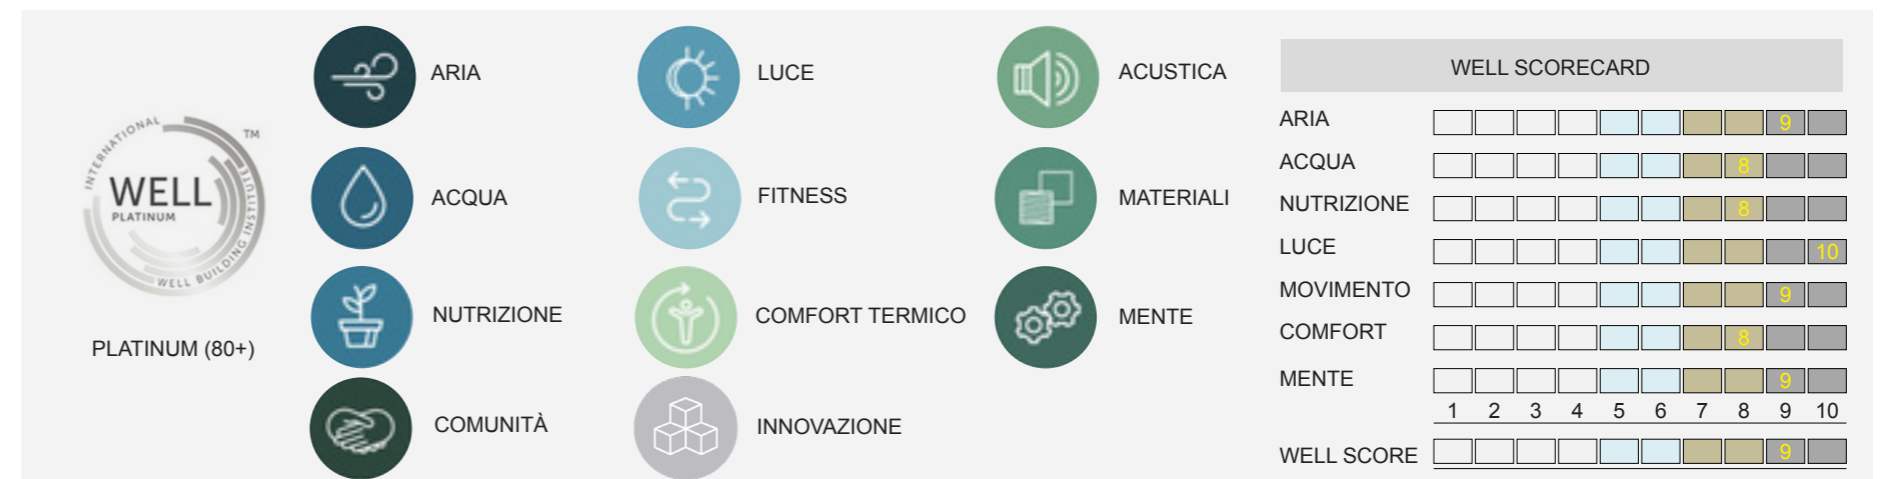 INTERNATIONAL
WELL BUILDING INSTITUTE
TM
WELL
PLATINUM
PLATINUM (80+)
ARIA
LUCE
ACUSTICA
ACQUA
FITNESS
MATERIALI
NUTRIZIONE
COMFORT TERMICO
MENTE
COMUNITÀ
INNOVAZIONE
WELL SCORECARD
ARIA 9
ACQUA 8
NUTRIZIONE 8
LUCE 10
MOVIMENTO 9
COMFORT 8
MENTE 9
1 2 3 4 5 6 7 8 9 10
WELL SCORE 9